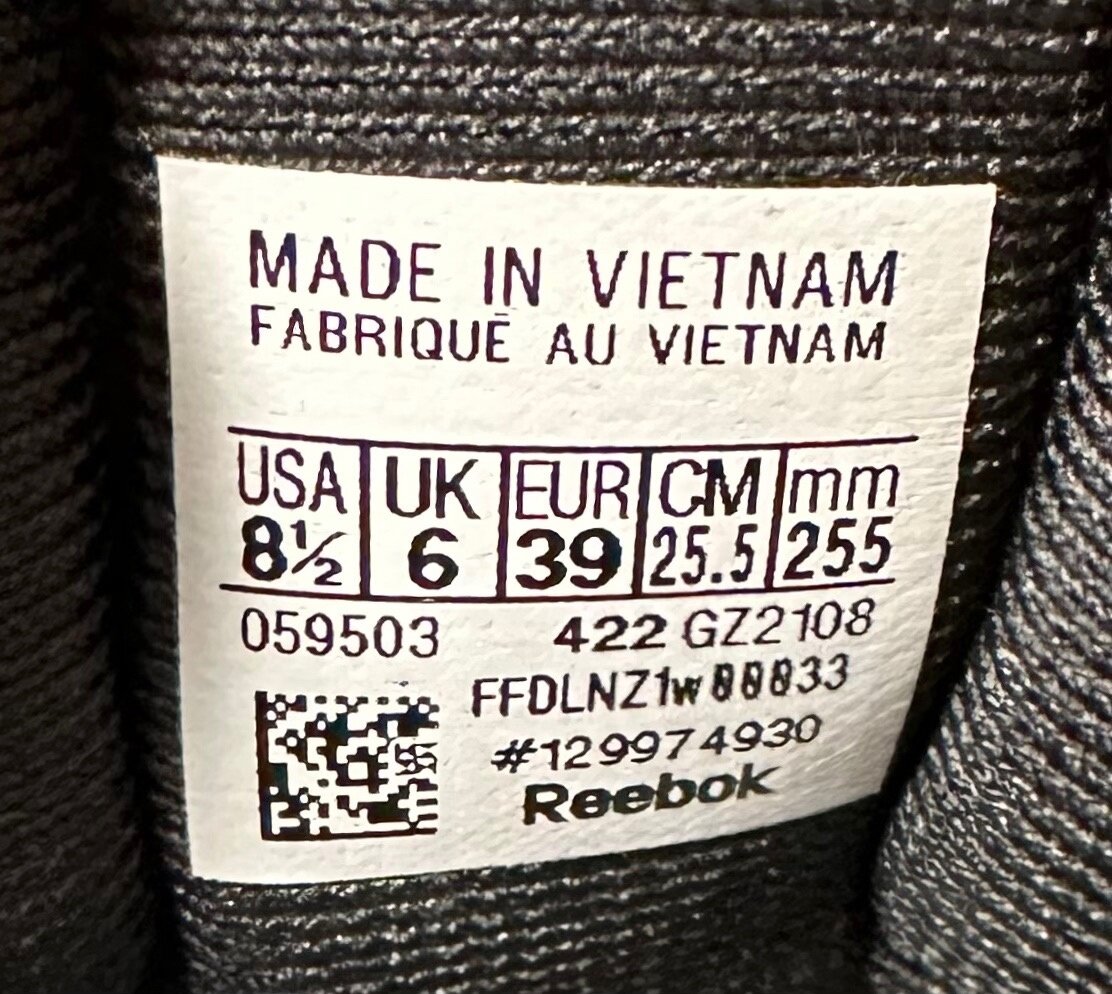 MADE IN VIETNAM
FABRIQUÉ AU VIETNAM
USA UK EUR CM mm
8½ 6 39 25.5 255
059503 422 GZ2108
FFDLNZ1w00033
#129974930
Reebok